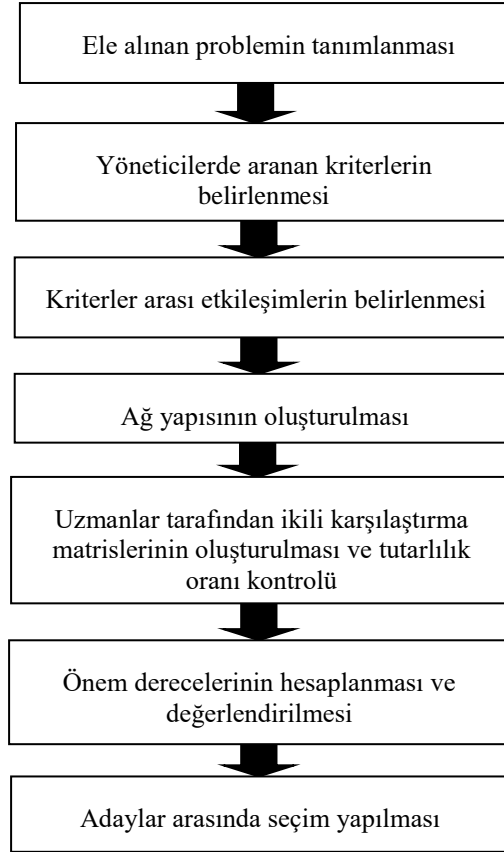 Ele alınan problemin tanımlanması
Yöneticilerde aranan kriterlerin
belirlenmesi
Kriterler arası etkileşimlerin belirlenmesi
Ağ yapısının oluşturulması
Uzmanlar tarafından ikili karşılaştırma
matrislerinin oluşturulması ve tutarlılık
oranı kontrolü
Önem derecelerinin hesaplanması ve
değerlendirilmesi
Adaylar arasında seçim yapılması